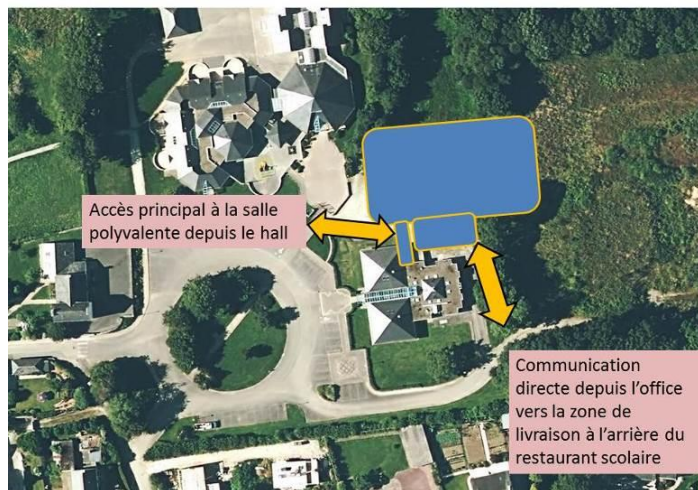 Accès principal à la salle
polyvalente depuis le hall
Communication
directe depuis l’office
vers la zone de
livraison à l’arrière du
restaurant scolaire